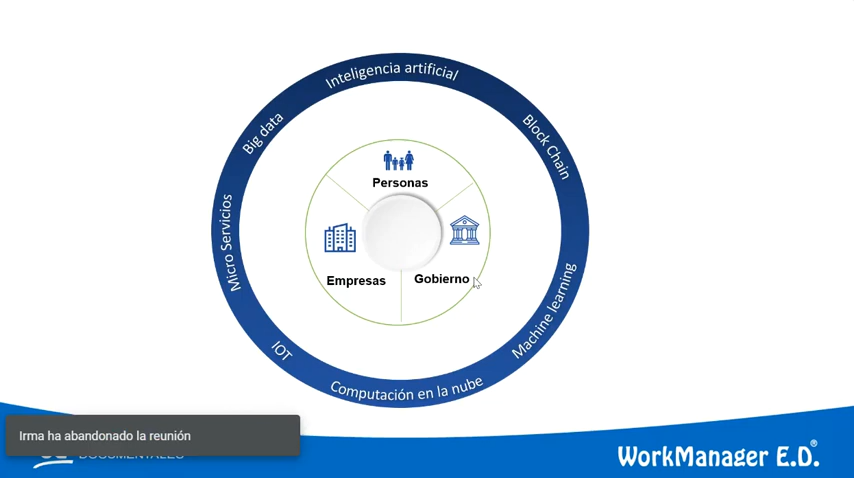 Inteligencia artificial
Big data
Block Chain
Personas
Micro Servicios
Empresas
Gobierno
Machine learning
IOT
Computación en la nube
Irma ha abandonado la reunión
DOCUMENTALES
WorkManager E.D.®